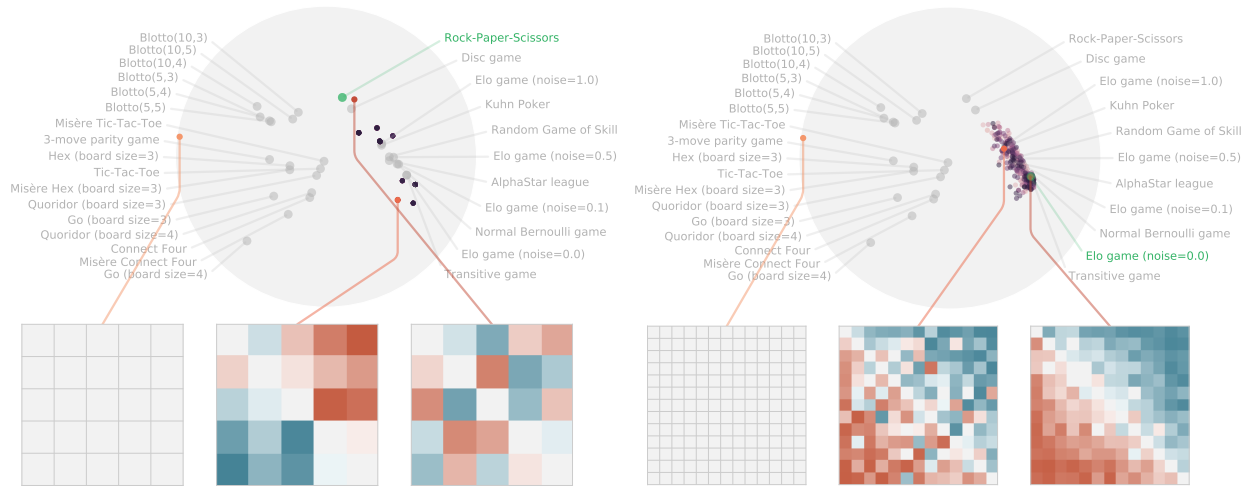 Blotto(10,3)
Blotto(10,5)
Blotto(10,4)
Blotto(5,3)
Blotto(5,4)
Blotto(5,5)
Misère Tic-Tac-Toe
3-move parity game
Hex (board size=3)
Tic-Tac-Toe
Misère Hex (board size=3)
Quoridor (board size=3)
Go (board size=3)
Quoridor (board size=4)
Connect Four
Misère Connect Four
Go (board size=4)
Rock-Paper-Scissors
Disc game
Elo game (noise=1.0)
Kuhn Poker
Random Game of Skill
Elo game (noise=0.5)
AlphaStar league
Elo game (noise=0.1)
Normal Bernoulli game
Elo game (noise=0.0)
Transitive game
Blotto(10,3)
Blotto(10,5)
Blotto(10,4)
Blotto(5,3)
Blotto(5,4)
Blotto(5,5)
Misère Tic-Tac-Toe
3-move parity game
Hex (board size=3)
Tic-Tac-Toe
Misère Hex (board size=3)
Quoridor (board size=3)
Go (board size=3)
Quoridor (board size=4)
Connect Four
Misère Connect Four
Go (board size=4)
Rock-Paper-Scissors
Disc game
Elo game (noise=1.0)
Kuhn Poker
Random Game of Skill
Elo game (noise=0.5)
AlphaStar league
Elo game (noise=0.1)
Normal Bernoulli game
Elo game (noise=0.0)
Transitive game